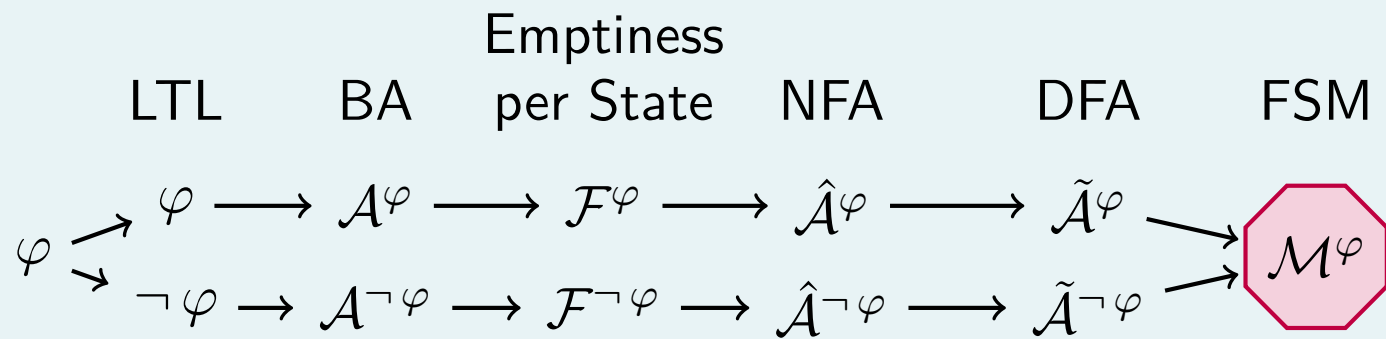 Emptiness
LTL BA per State NFA DFA FSM
φ → 𝒜^φ → ℱ^φ → 𝒜̂^φ → 𝒜̃^φ
φ ℳ^φ
¬φ → 𝒜^¬φ → ℱ^¬φ → 𝒜̂^¬φ → 𝒜̃^¬φ